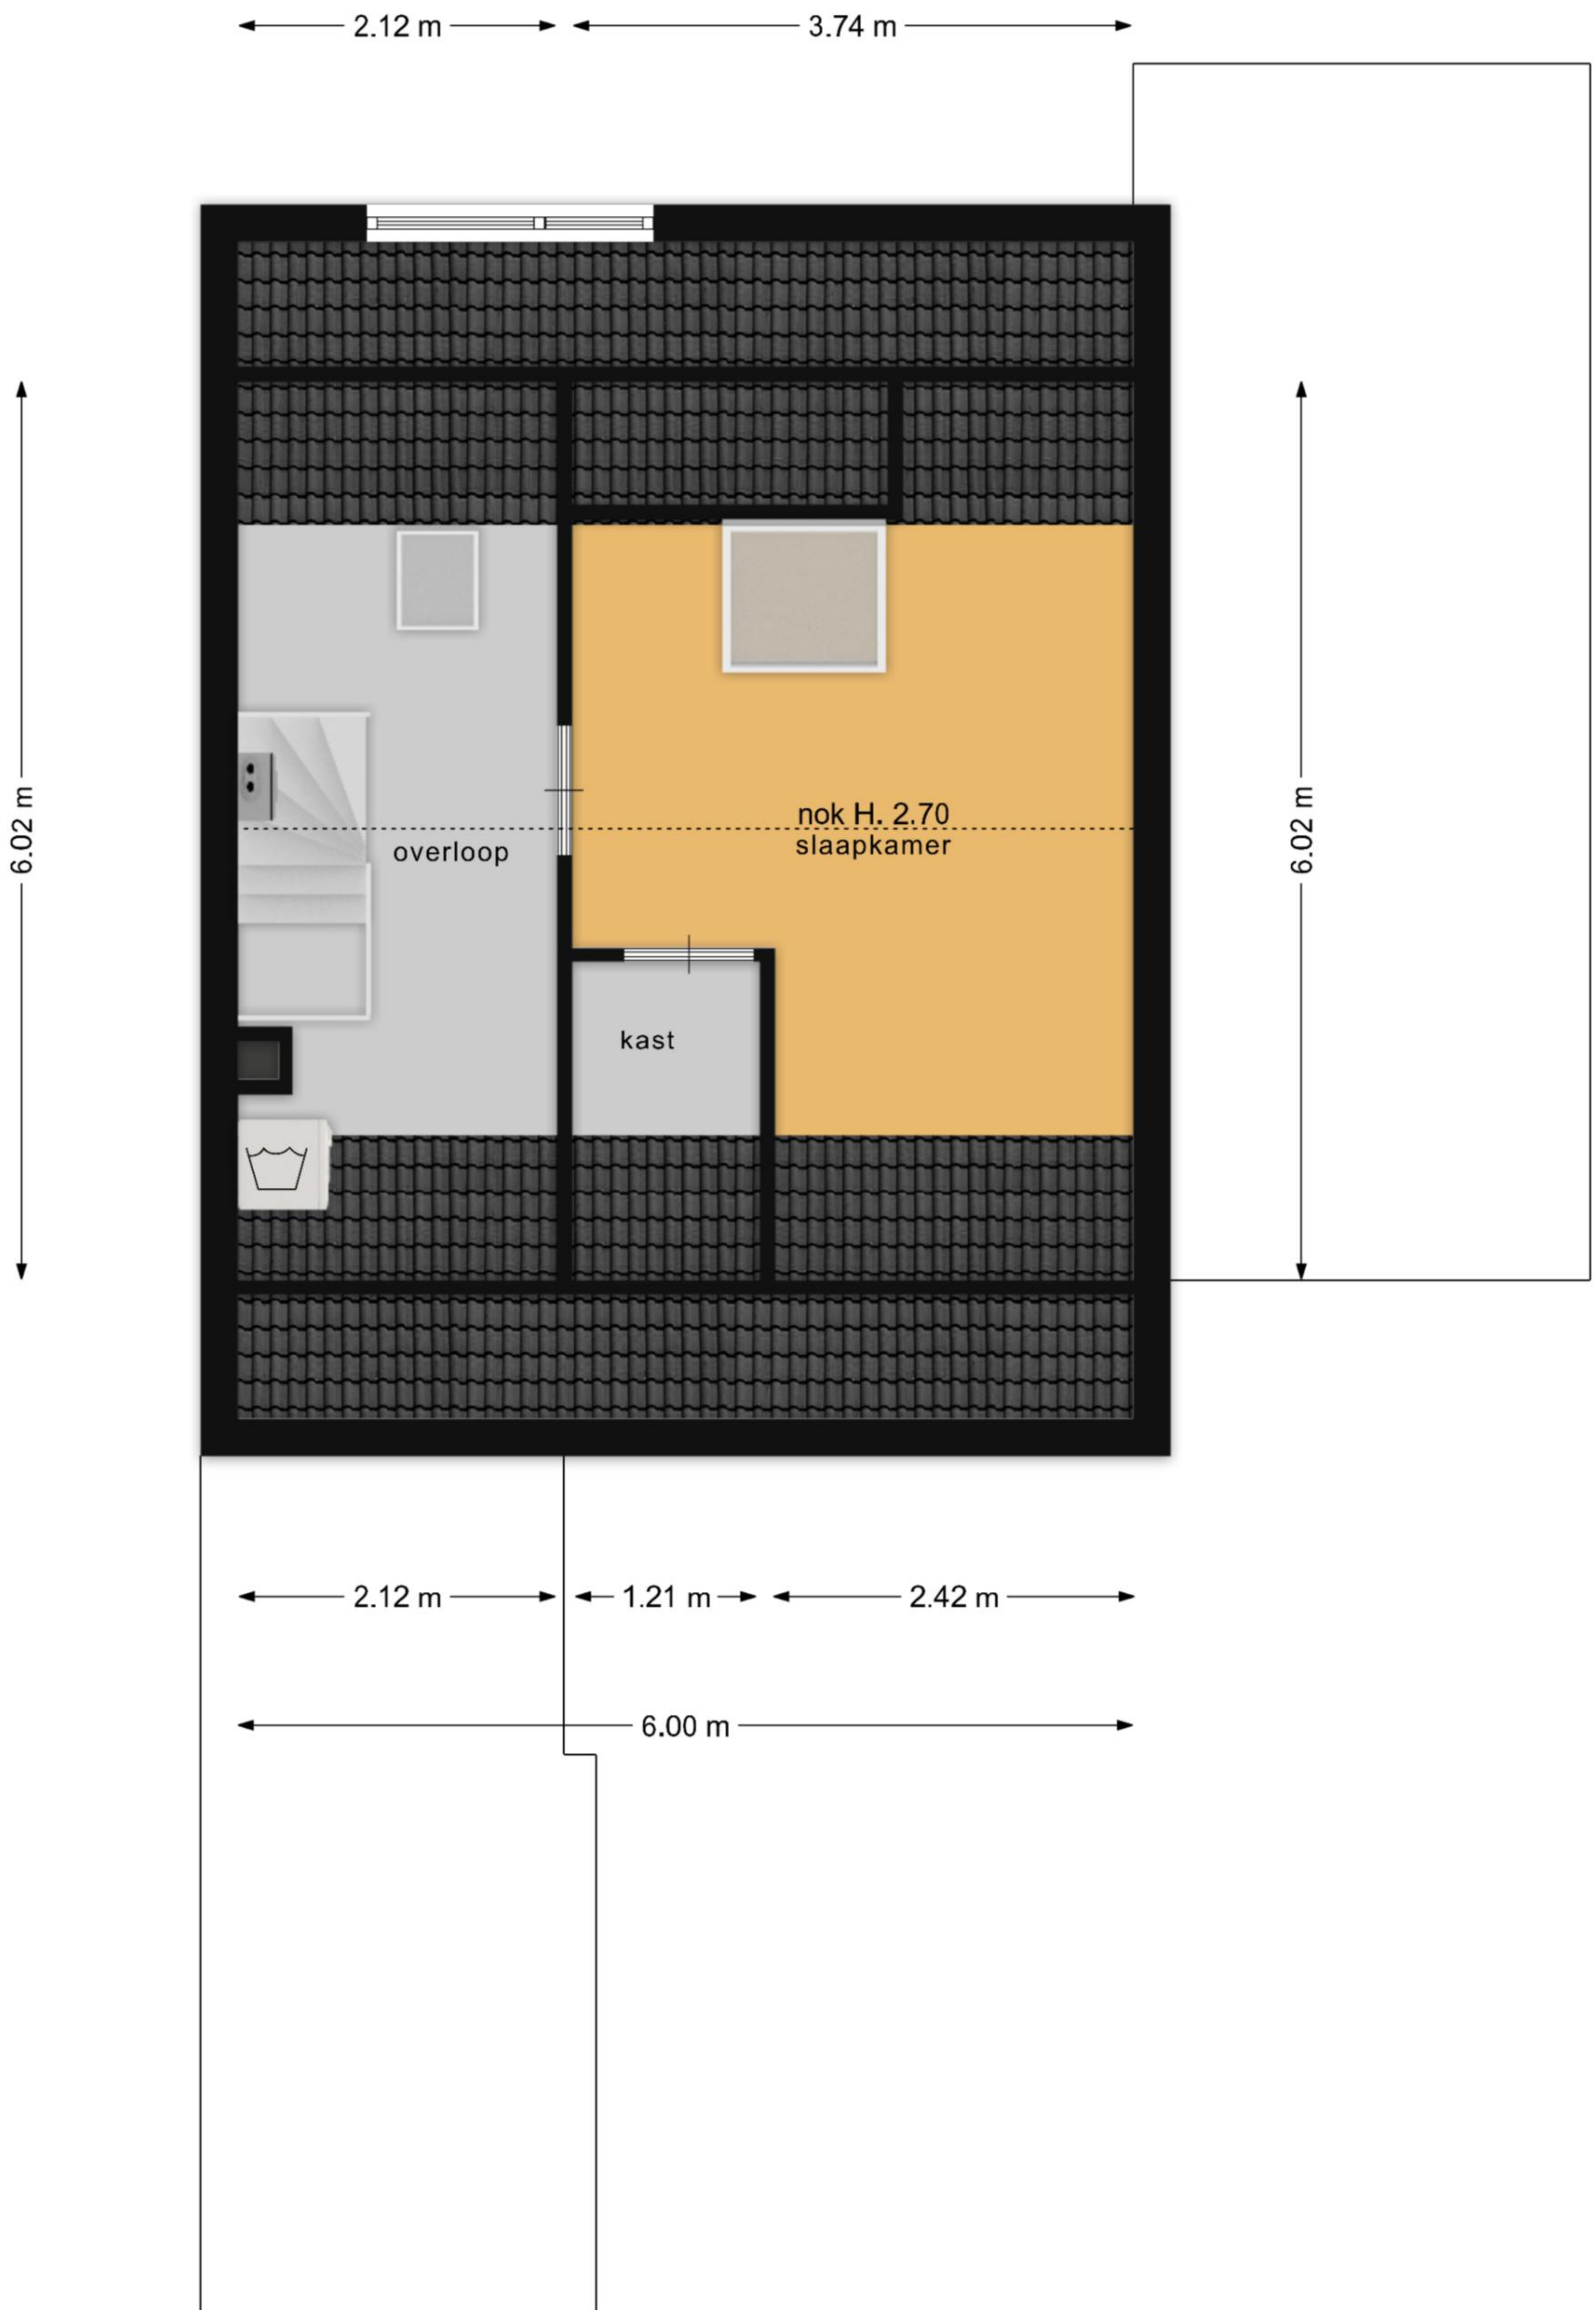 2.12 m
3.74 m
6.02 m
6.02 m
nok H. 2.70
slaapkamer
overloop
kast
2.12 m
1.21 m
2.42 m
6.00 m